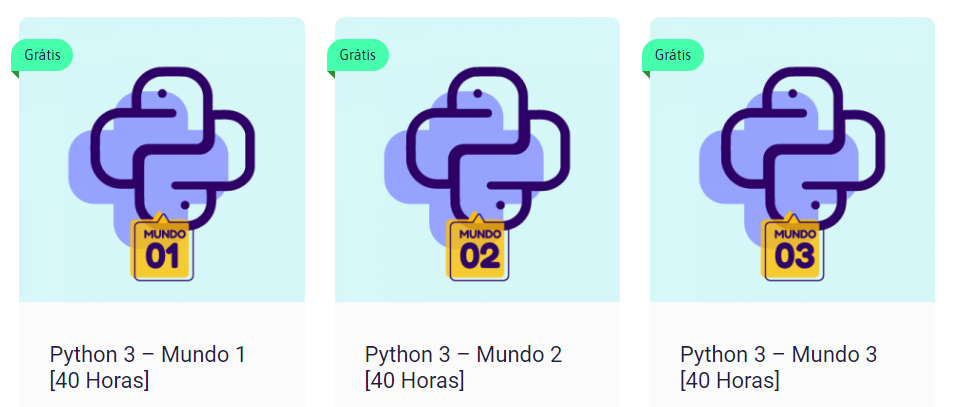 Grátis
Grátis
Grátis
MUNDO
01
MUNDO
02
MUNDO
03
Python 3 – Mundo 1
[40 Horas]
Python 3 – Mundo 2
[40 Horas]
Python 3 – Mundo 3
[40 Horas]